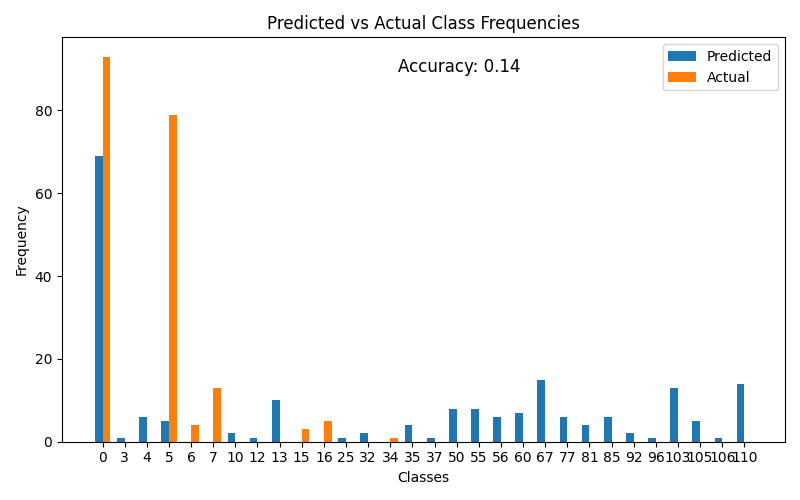 Predicted vs Actual Class Frequencies
Accuracy: 0.14
Predicted
Actual
Frequency
80
60
40
20
0
0 3 4 5 6 7 10 12 13 15 16 25 32 34 35 37 50 55 56 60 67 77 81 85 92 96 103 105 106 110
Classes